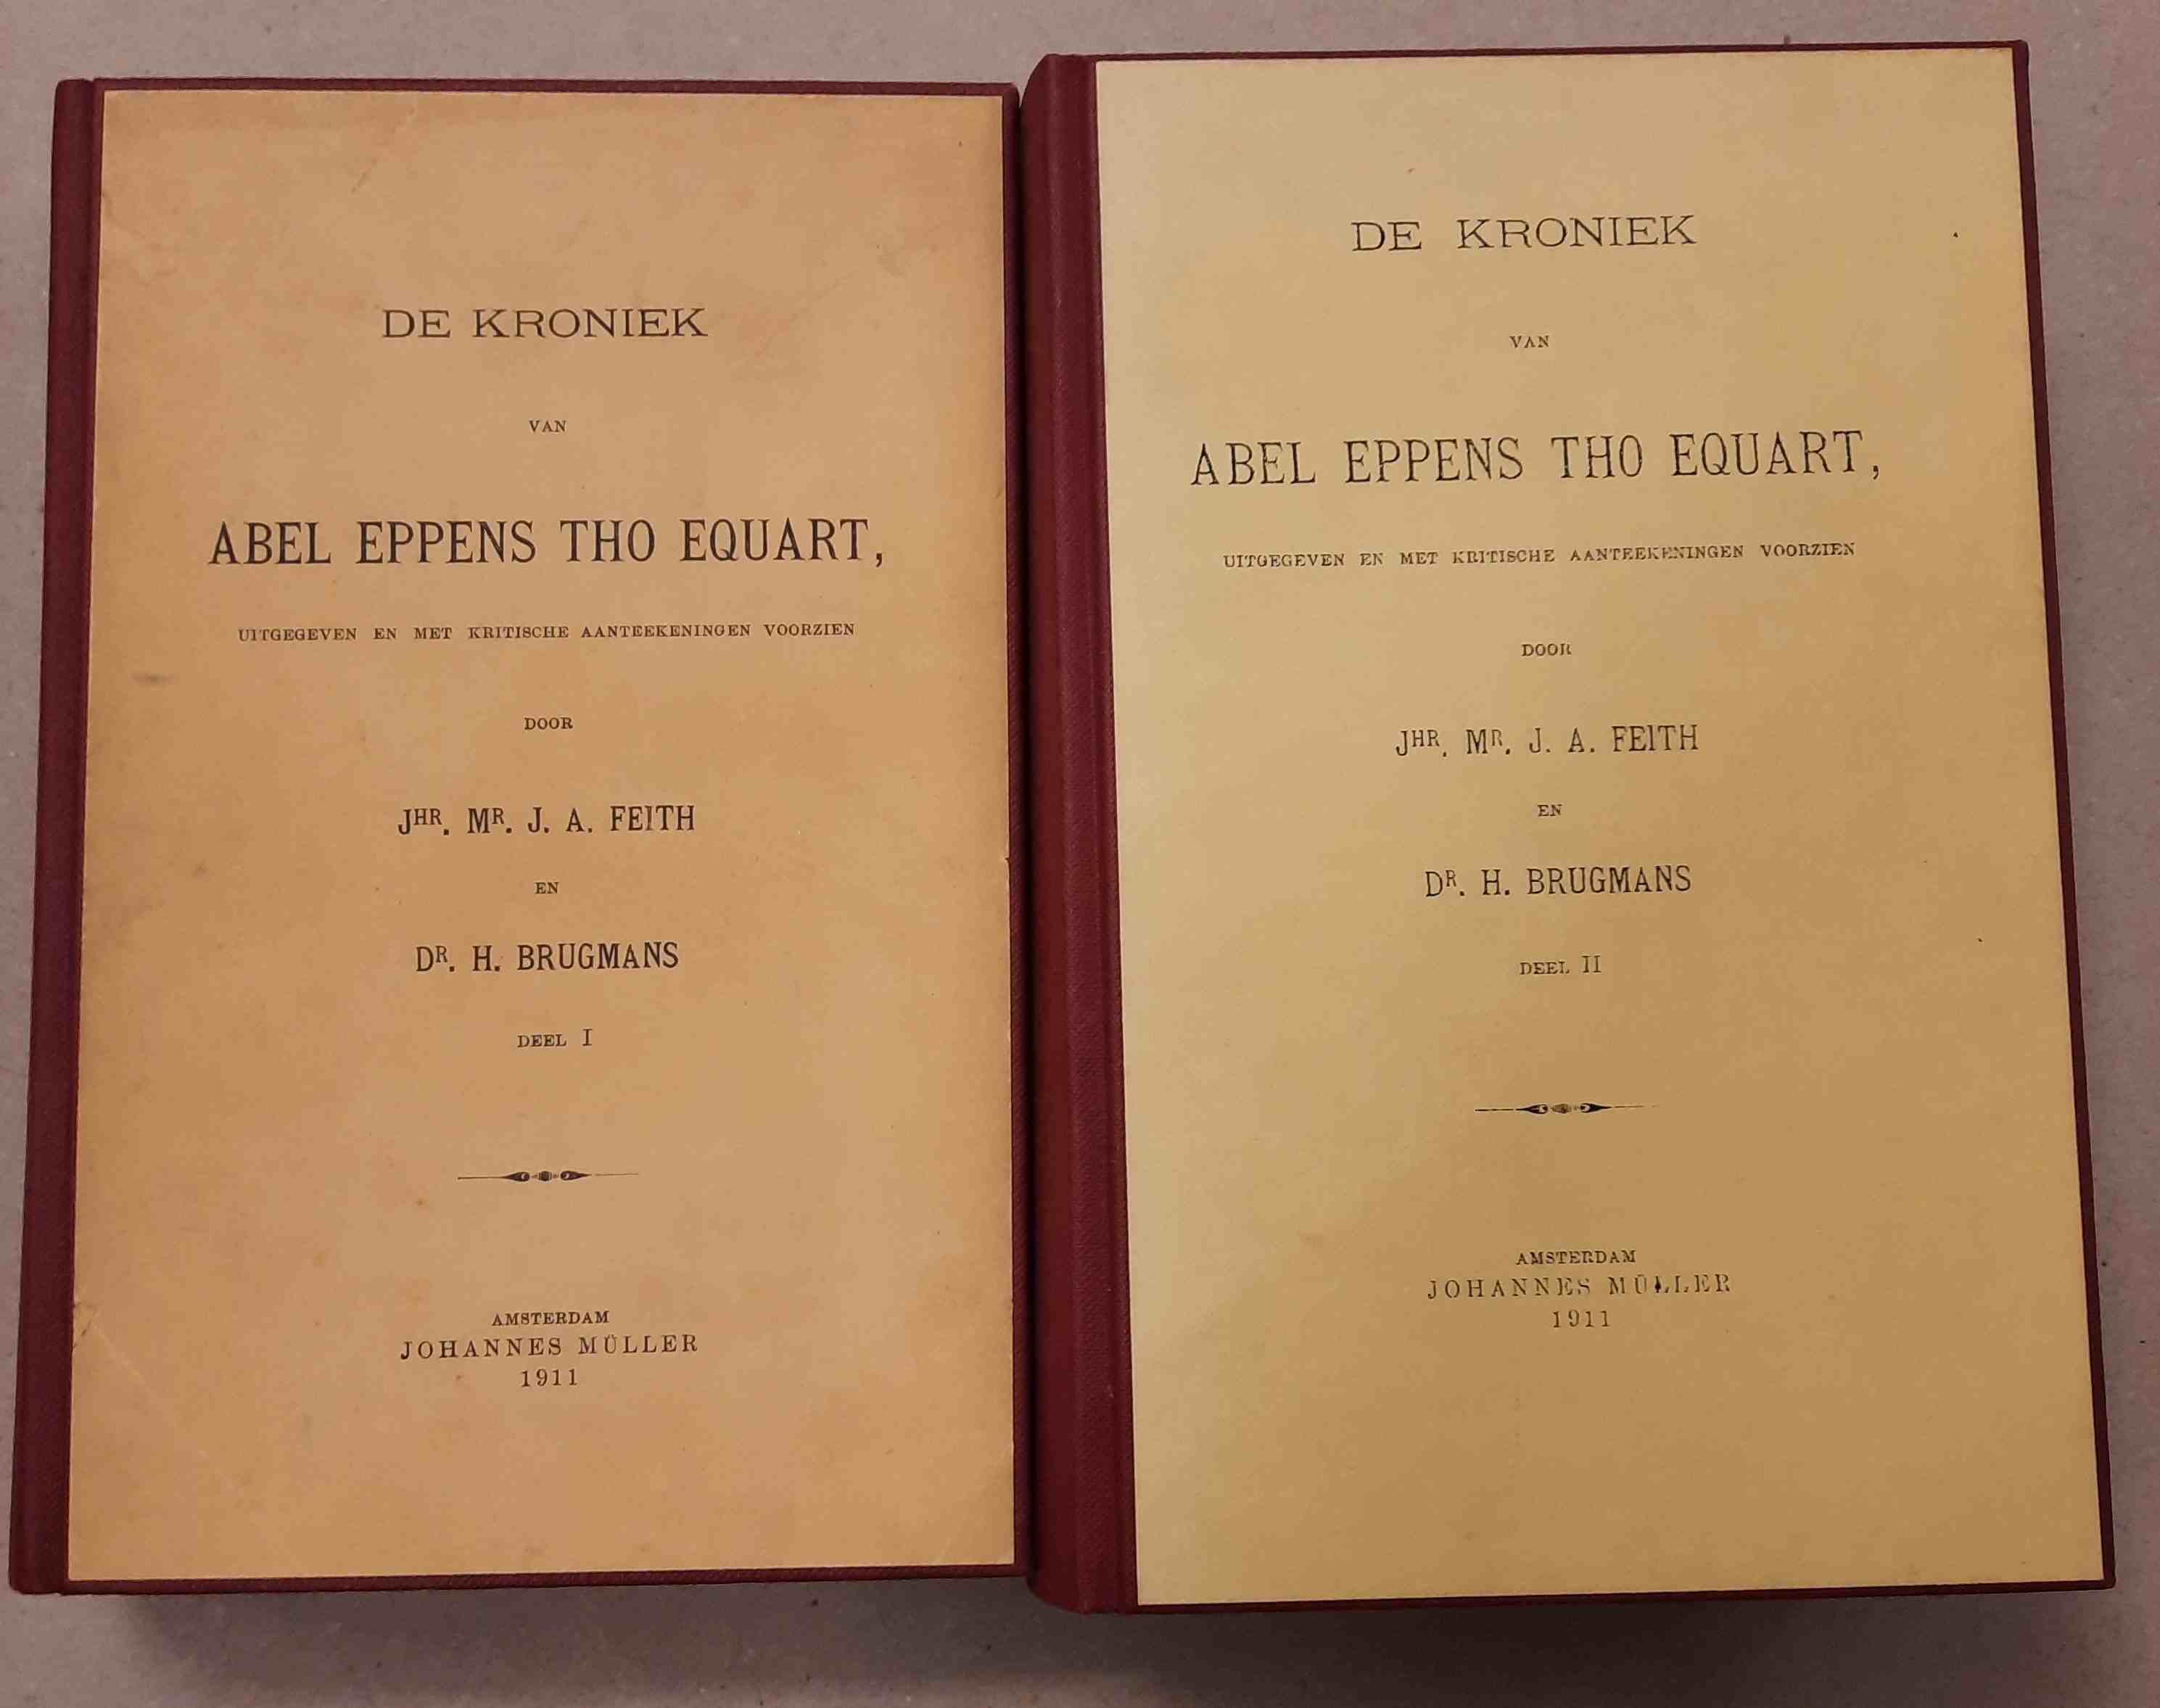 DE KRONIEK
VAN
ABEL EPPENS THO EQUART,
UITGEGEVEN EN MET KRITISCHE AANTEEKENINGEN VOORZIEN
DOOR
JHR. MR. J. A. FEITH
EN
DR. H. BRUGMANS
DEEL I
AMSTERDAM
JOHANNES MÜLLER
1911
DE KRONIEK
VAN
ABEL EPPENS THO EQUART,
UITGEGEVEN EN MET KRITISCHE AANTEEKENINGEN VOORZIEN
DOOR
JHR. MR. J. A. FEITH
EN
DR. H. BRUGMANS
DEEL II
AMSTERDAM
JOHANNES MÜLLER
1911